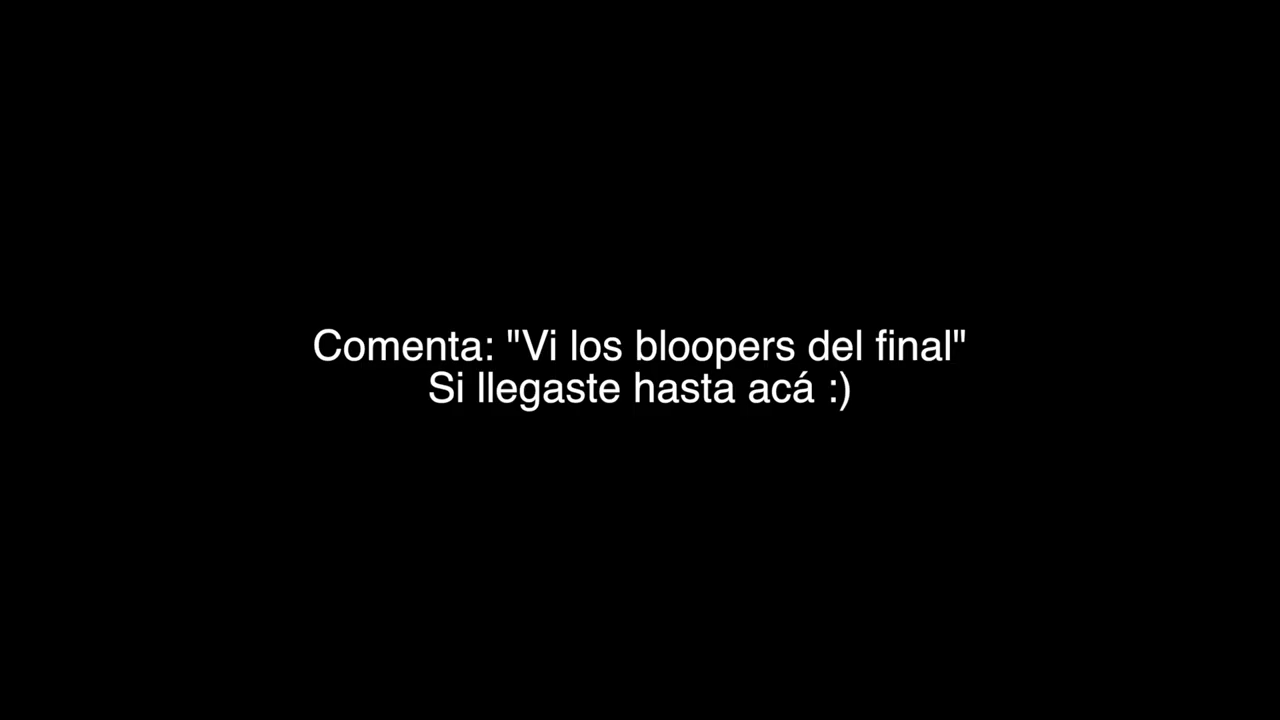 Comenta: "Vi los bloopers del final"
Si llegaste hasta acá :)